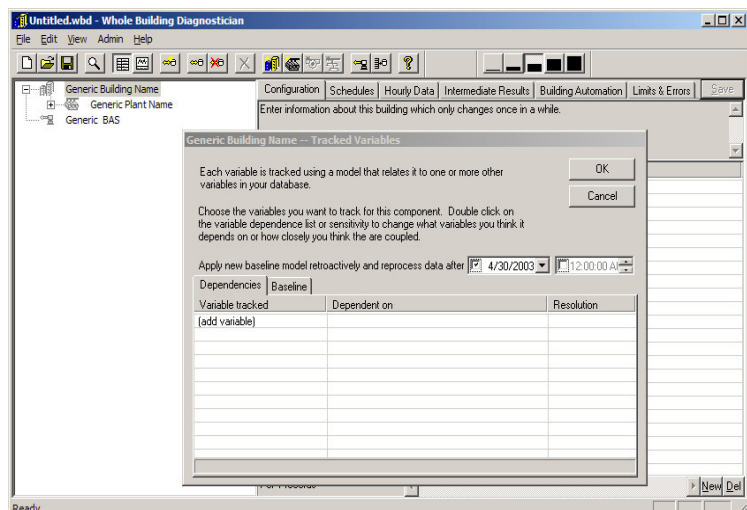 Untitled.wbd - Whole Building Diagnostician
File Edit View Admin Help
Generic Building Name
Generic Plant Name
Generic BAS
Configuration Schedules Hourly Data Intermediate Results Building Automation Limits & Errors Save
Enter information about this building which only changes once in a while.
Generic Building Name -- Tracked Variables
Each variable is tracked using a model that relates it to one or more other
variables in your database.
OK
Cancel
Choose the variables you want to track for this component. Double click on
the variable dependence list or sensitivity to change what variables you think it
depends on or how closely you think the are coupled.
Apply new baseline model retroactively and reprocess data after 4/30/2003 12:00:00 A
Dependencies Baseline
Variable tracked Dependent on Resolution
(add variable)
New Del
Ready